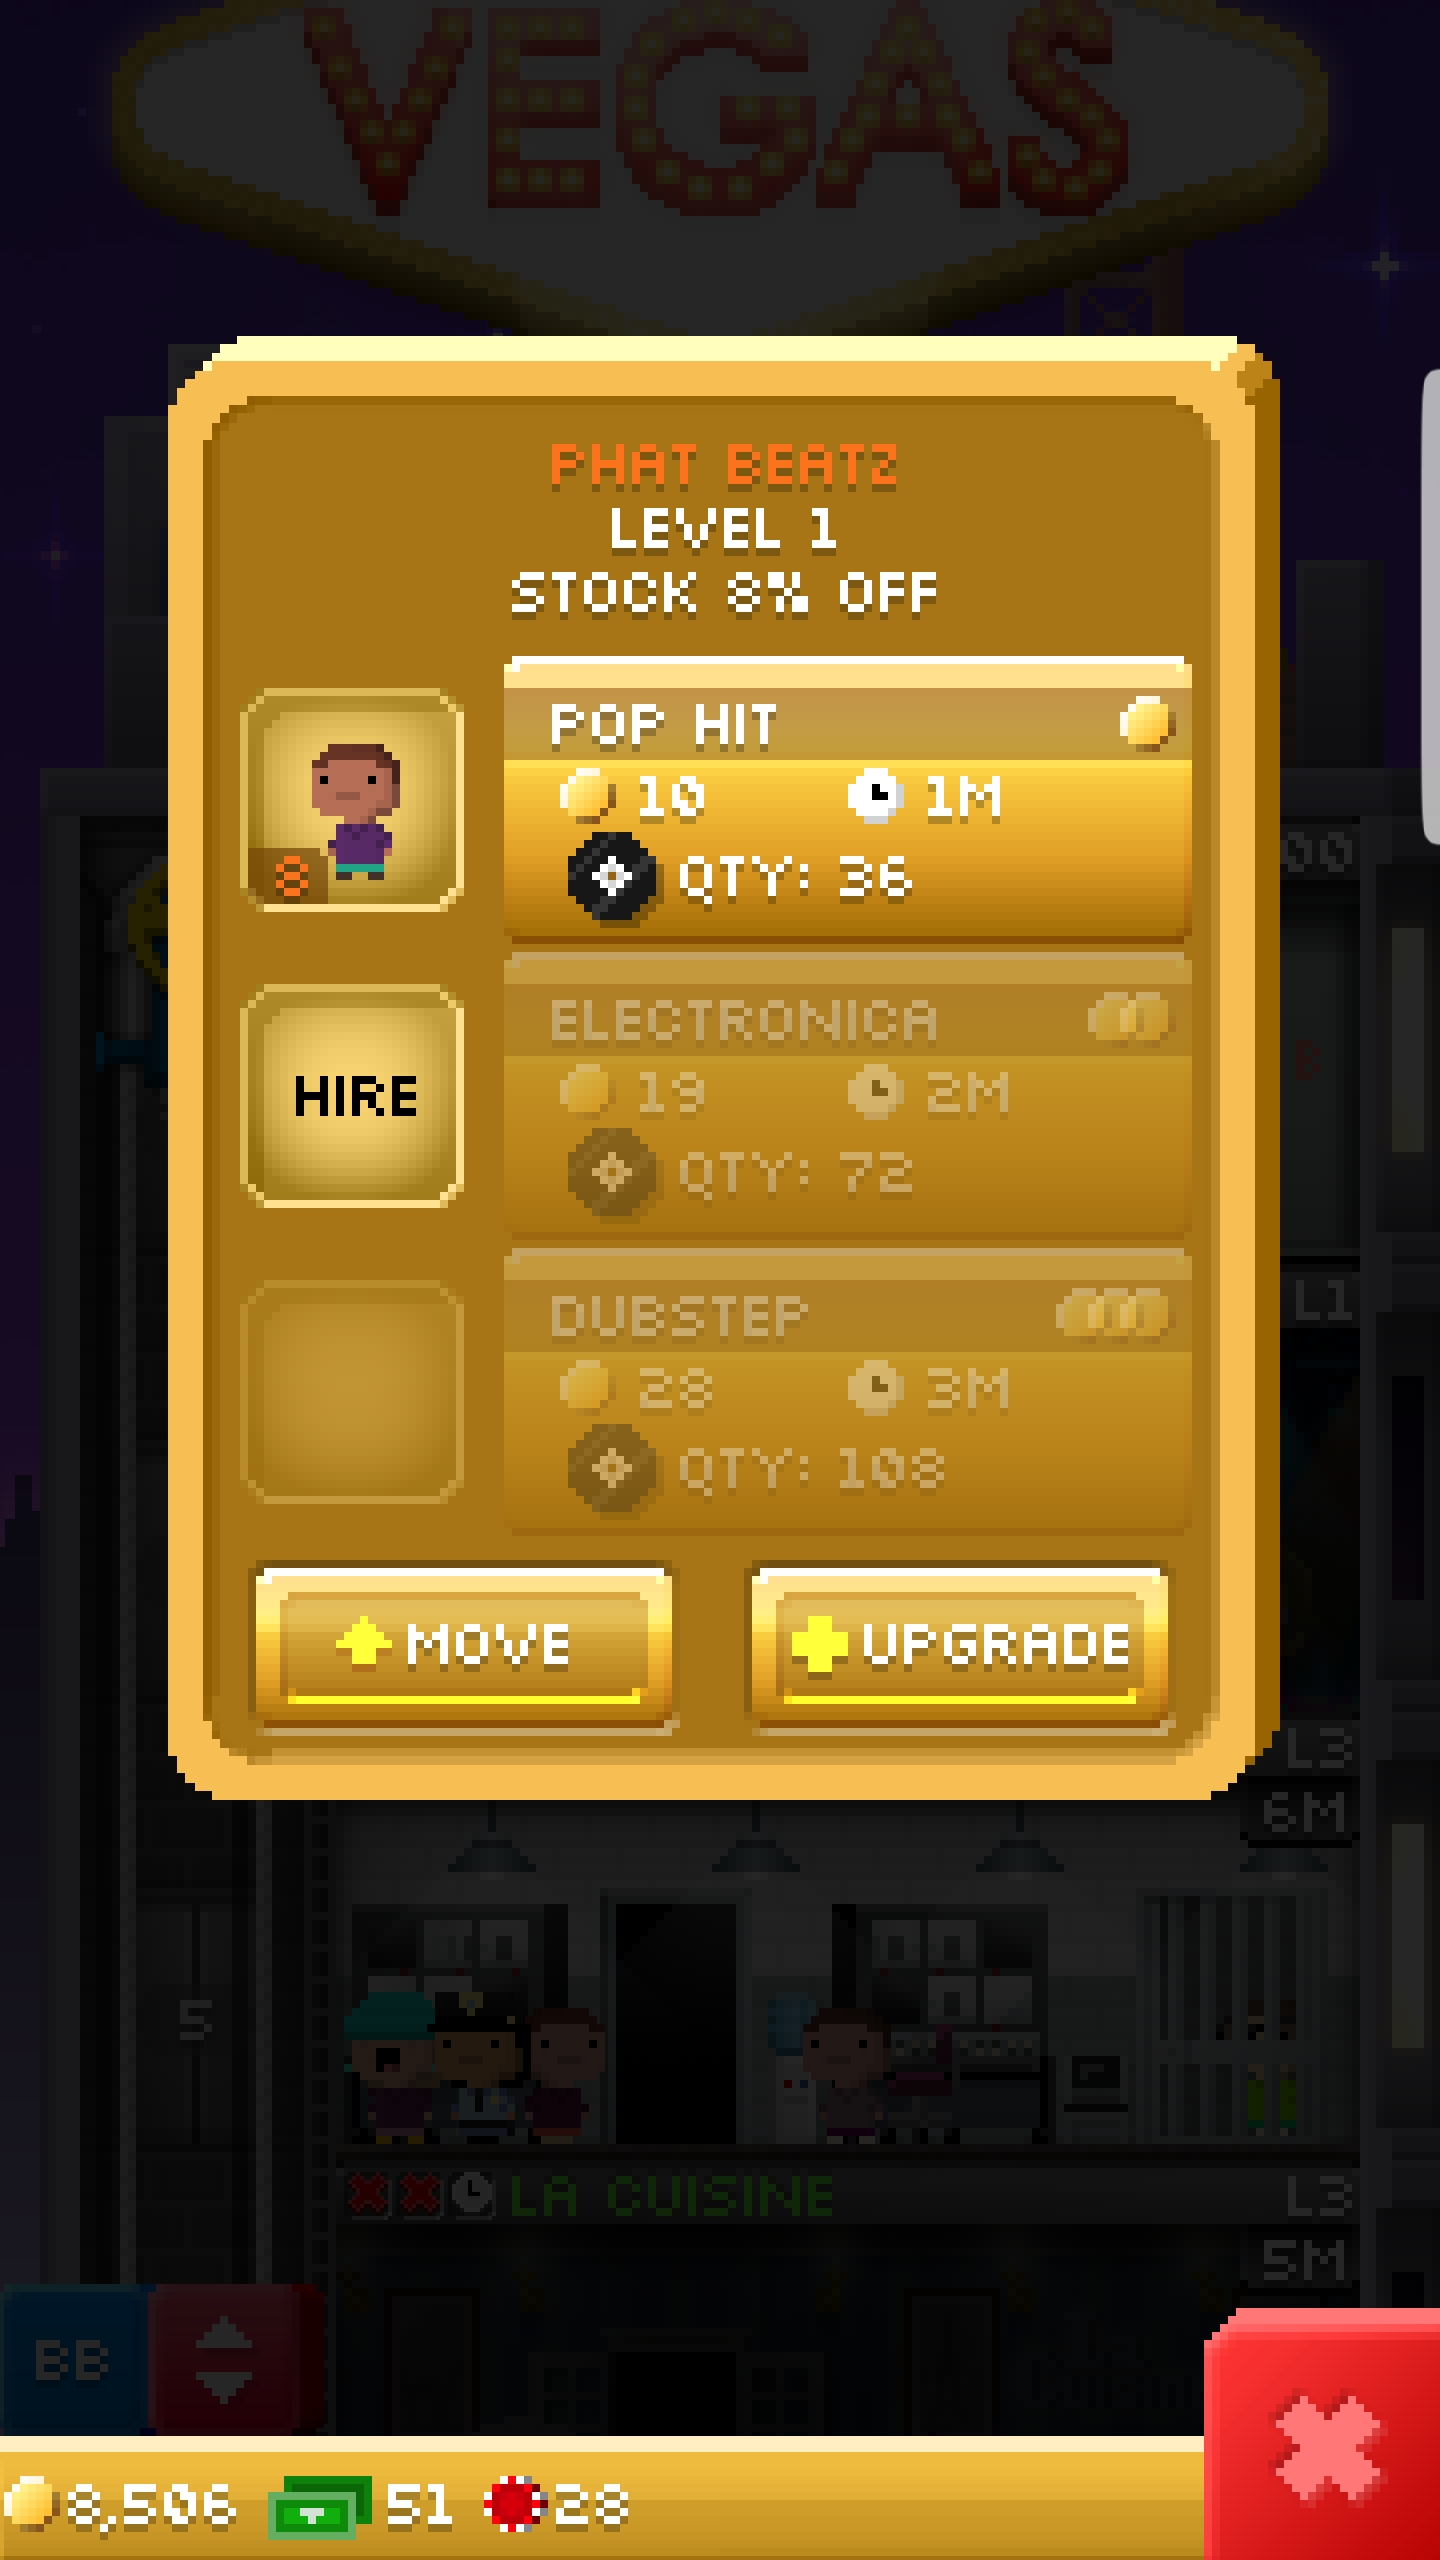 VEGAS
PHAT BEATZ
LEVEL 1
STOCK 8% OFF
POP HIT
10 1M
8
QTY: 36
00
ELECTRONICA
B
HIRE
19 2M
QTY: 72
L1
DUBSTEP
28 3M
QTY: 108
MOVE
UPGRADE
L3
6M
5
LA CUISINE L3
5M
BB
8,506 51 28